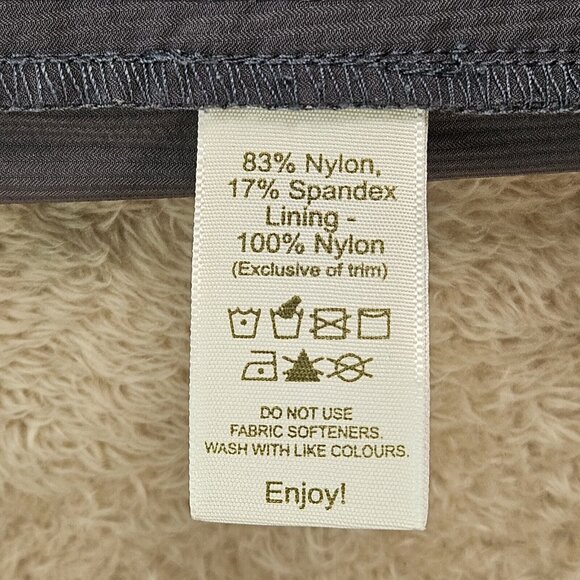 83% Nylon,
17% Spandex
Lining -
100% Nylon
(Exclusive of trim)
DO NOT USE
FABRIC SOFTENERS.
WASH WITH LIKE COLOURS.
Enjoy!